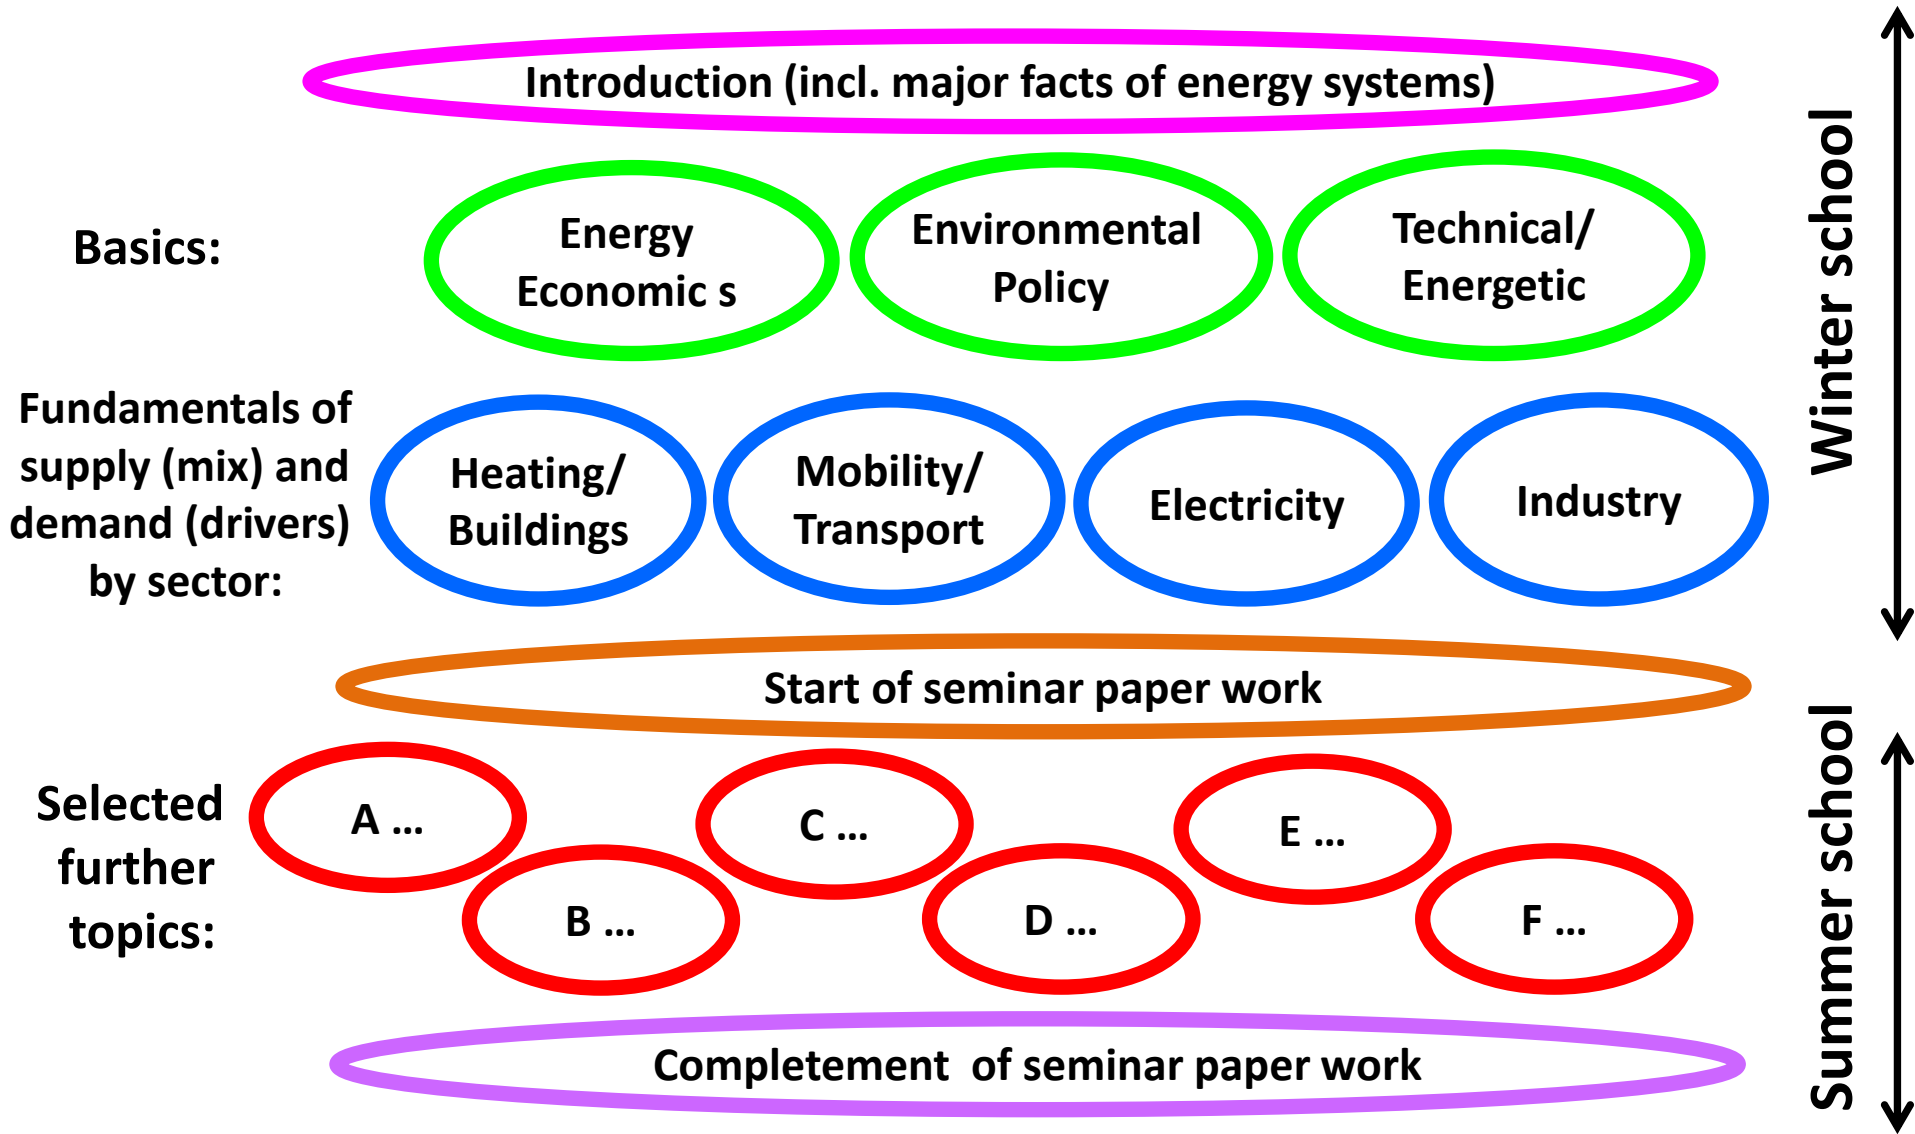 Introduction (incl. major facts of energy systems)
Basics:
Energy
Economic s
Environmental
Policy
Technical/
Energetic
Fundamentals of
supply (mix) and
demand (drivers)
by sector:
Heating/
Buildings
Mobility/
Transport
Electricity
Industry
Winter school
Start of seminar paper work
Selected
further
topics:
A ...
B ...
C ...
D ...
E ...
F ...
Summer school
Completement  of seminar paper work